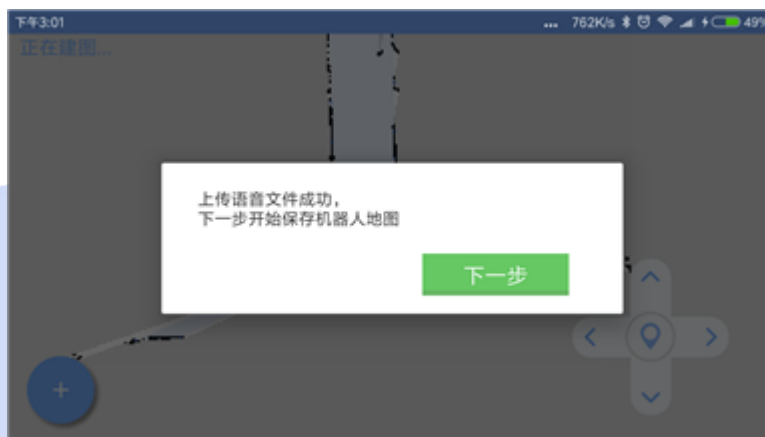 下午3:01
... 762K/s 49%
正在建图...
上传语音文件成功，
下一步开始保存机器人地图
下一步
+